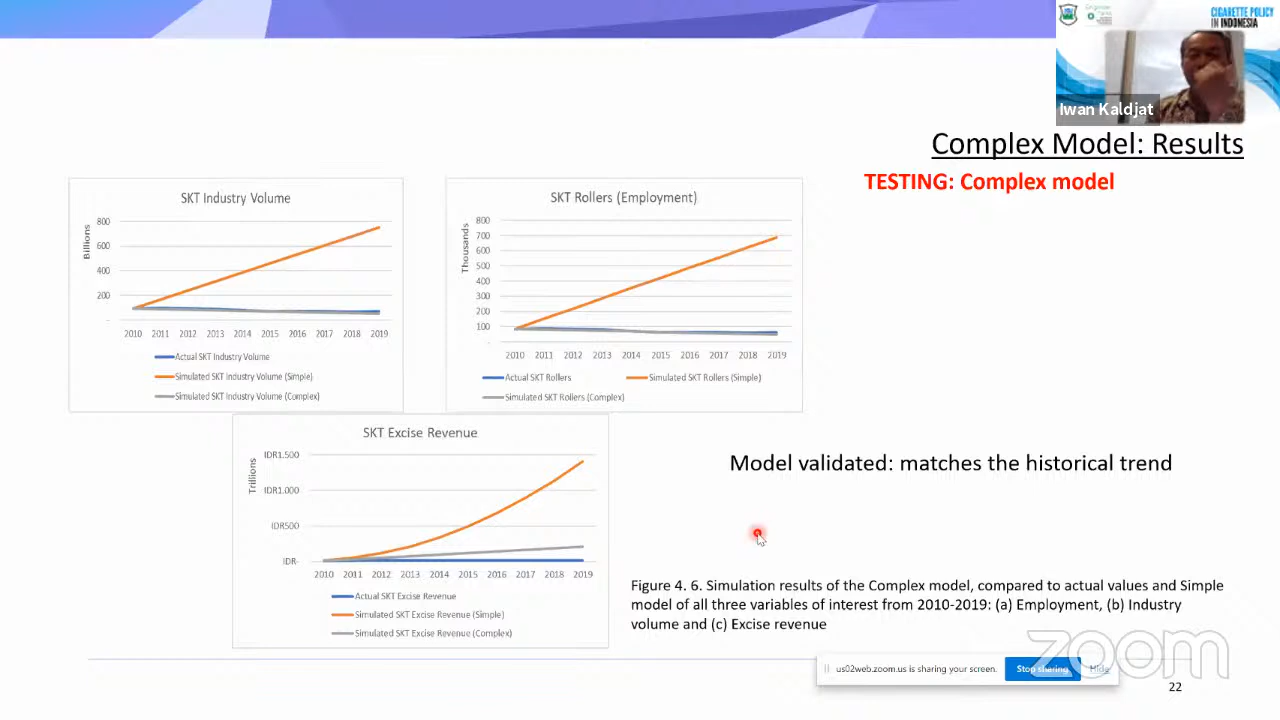 CIGARETTE POLICY
IN INDONESIA
Iwan Kaldjat
Complex Model: Results
TESTING: Complex model
SKT Industry Volume
Billions
800
600
400
200
-
2010 2011 2012 2013 2014 2015 2016 2017 2018 2019
Actual SKT Industry Volume
Simulated SKT Industry Volume (Simple)
Simulated SKT Industry Volume (Complex)
SKT Rollers (Employment)
Thousands
800
700
600
500
400
300
200
100
-
2010 2011 2012 2013 2014 2015 2016 2017 2018 2019
Actual SKT Rollers
Simulated SKT Rollers (Simple)
Simulated SKT Rollers (Complex)
SKT Excise Revenue
Trillions
IDR1.500
IDR1.000
IDR500
IDR-
2010 2011 2012 2013 2014 2015 2016 2017 2018 2019
Actual SKT Excise Revenue
Simulated SKT Excise Revenue (Simple)
Simulated SKT Excise Revenue (Complex)
Model validated: matches the historical trend
Figure 4. 6. Simulation results of the Complex model, compared to actual values and Simple
model of all three variables of interest from 2010-2019: (a) Employment, (b) Industry
volume and (c) Excise revenue
zoom
us02web.zoom.us is sharing your screen.
Stop sharing
Hide
22